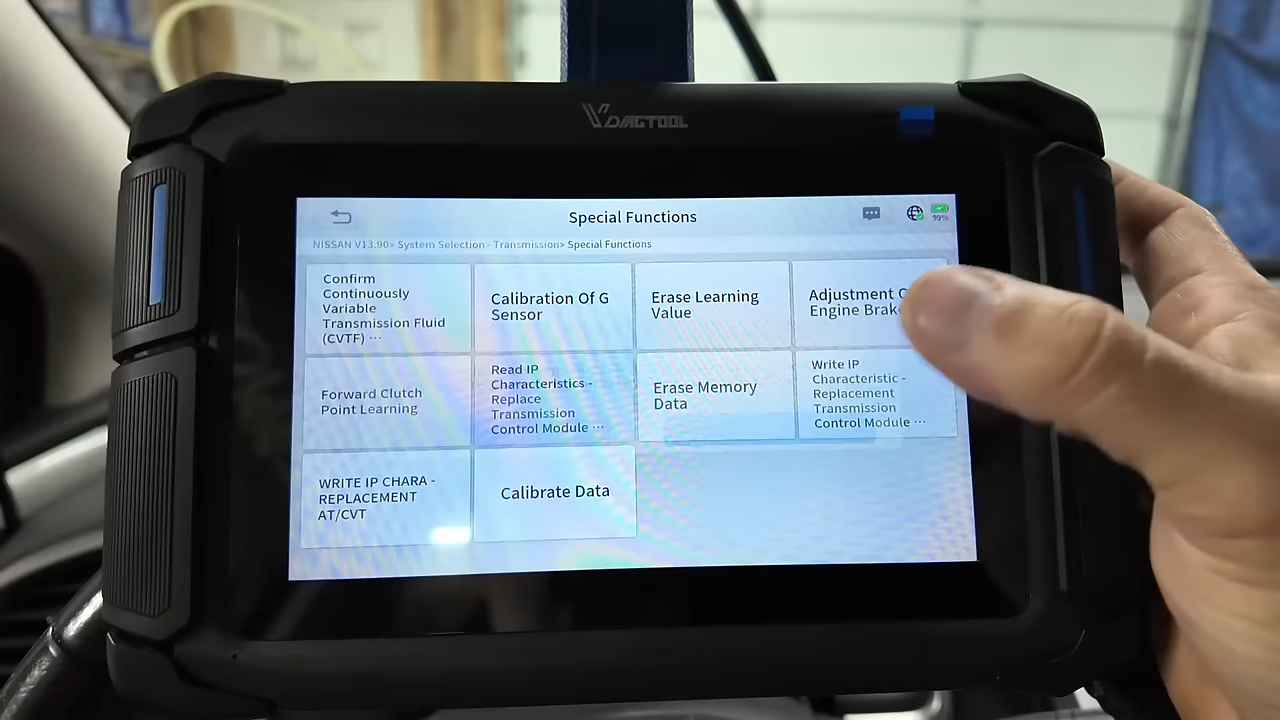 VDIAGTOOL
Special Functions
99%
NISSAN V13.90> System Selection> Transmission> Special Functions
Confirm
Continuously
Variable
Transmission Fluid
(CVTF) ···
Calibration Of G
Sensor
Erase Learning
Value
Adjustment
Engine
Forward Clutch
Point Learning
Read IP
Characteristics -
Replace
Transmission
Control Module ···
Erase Memory
Data
Write IP
Characteristic -
Replacement
Transmission
Control Module ···
WRITE IP CHARA -
REPLACEMENT
AT/CVT
Calibrate Data